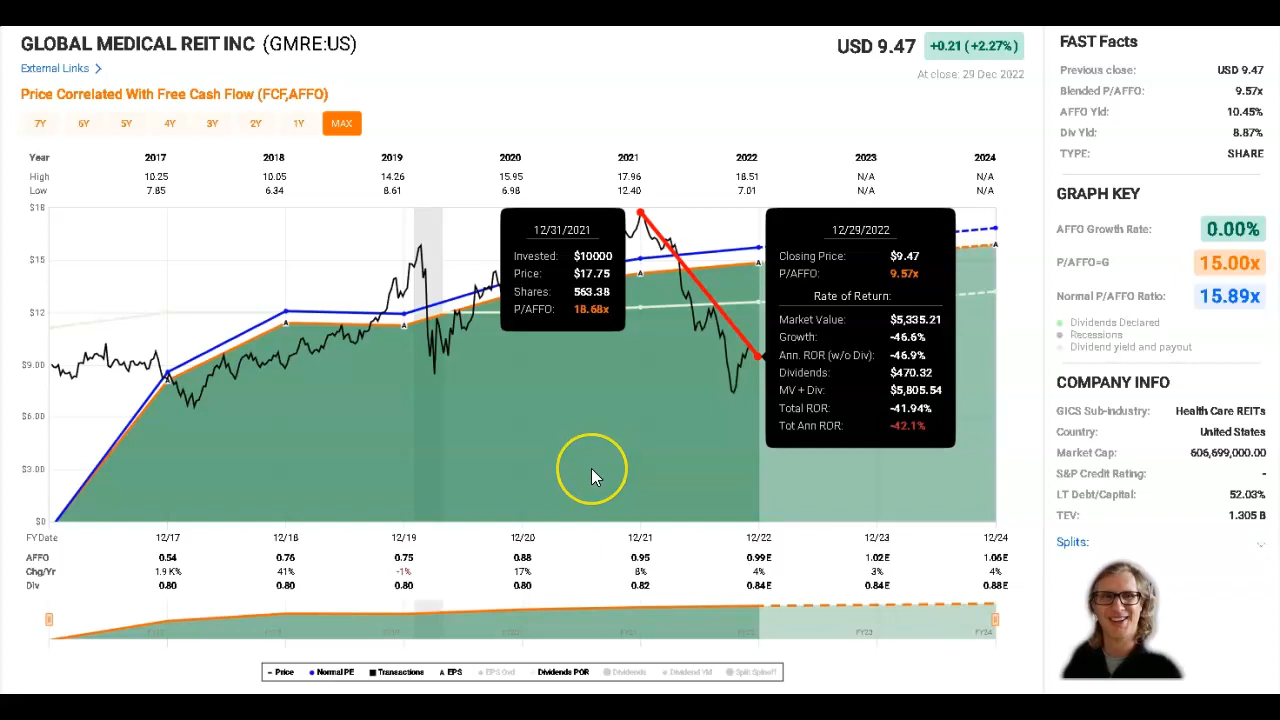 GLOBAL MEDICAL REIT INC (GMRE:US)
USD 9.47 +0.21 (+2.27%)
External Links >
At close: 29 Dec 2022
Price Correlated With Free Cash Flow (FCF,AFFO)
7Y 6Y 5Y 4Y 3Y 2Y 1Y MAX
Year 2017 2018 2019 2020 2021 2022 2023 2024
High 10.25 10.05 14.26 15.95 17.96 18.51 N/A N/A
Low 7.85 6.34 8.61 6.98 12.40 7.01 N/A N/A
$18
$15
$12
$9.00
$6.00
$3.00
$0
12/31/2021
Invested: $10000
Price: $17.75
Shares: 563.38
P/AFFO: 18.68x
12/29/2022
Closing Price: $9.47
P/AFFO: 9.57x
Rate of Return:
Market Value: $5,335.21
Growth: -46.6%
Ann. ROR (w/o Div): -46.9%
Dividends: $470.32
MV + Div: $5,805.54
Total ROR: -41.94%
Tot Ann ROR: -42.1%
FY Date 12/17 12/18 12/19 12/20 12/21 12/22 12/23 12/24
AFFO 0.54 0.76 0.75 0.88 0.95 0.99E 1.02E 1.06E
Chg/Yr 1.9K% 41% -1% 17% 8% 4% 3% 4%
Div 0.80 0.80 0.80 0.80 0.82 0.84E 0.84E 0.88E
FY23 FY24
Price Normal PE Transactions EPS EPS Ovd Dividends POR Dividends Dividend Yld Split Spinoff
FAST Facts
Previous close: USD 9.47
Blended P/AFFO: 9.57x
AFFO Yld: 10.45%
Div Yld: 8.87%
TYPE: SHARE
GRAPH KEY
AFFO Growth Rate: 0.00%
P/AFFO=G 15.00x
Normal P/AFFO Ratio: 15.89x
Dividends Declared
Recessions
Dividend yield and payout
COMPANY INFO
GICS Sub-industry: Health Care REITs
Country: United States
Market Cap: 606,699,000.00
S&P Credit Rating: -
LT Debt/Capital: 52.03%
TEV: 1.305 B
Splits: